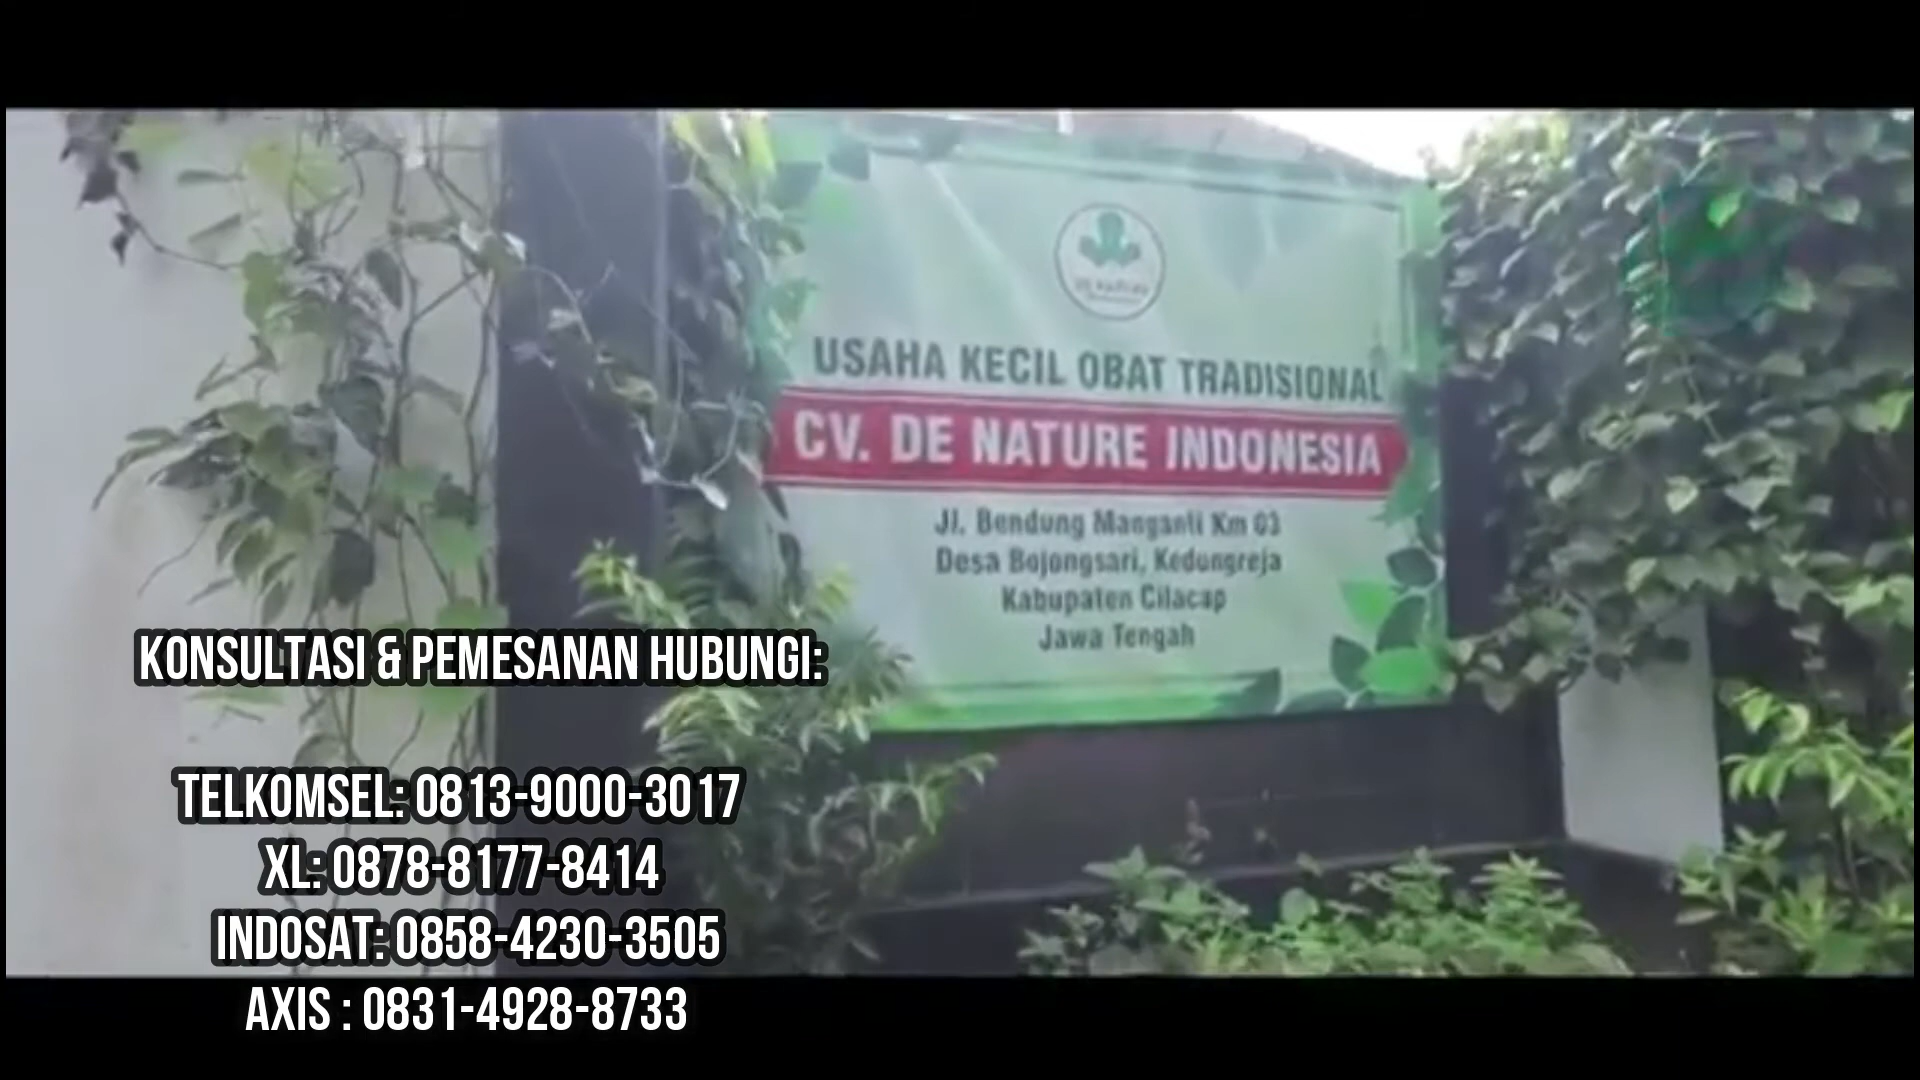 USAHA KECIL OBAT TRADISIONAL
CV. DE NATURE INDONESIA
Jl. Bendung Manganti Km 03
Desa Bojongsari, Kedungreja
Kabupaten Cilacap
Jawa Tengah
KONSULTASI & PEMESANAN HUBUNGI:
TELKOMSEL: 0813-9000-3017
XL: 0878-8177-8414
INDOSAT: 0858-4230-3505
AXIS : 0831-4928-8733